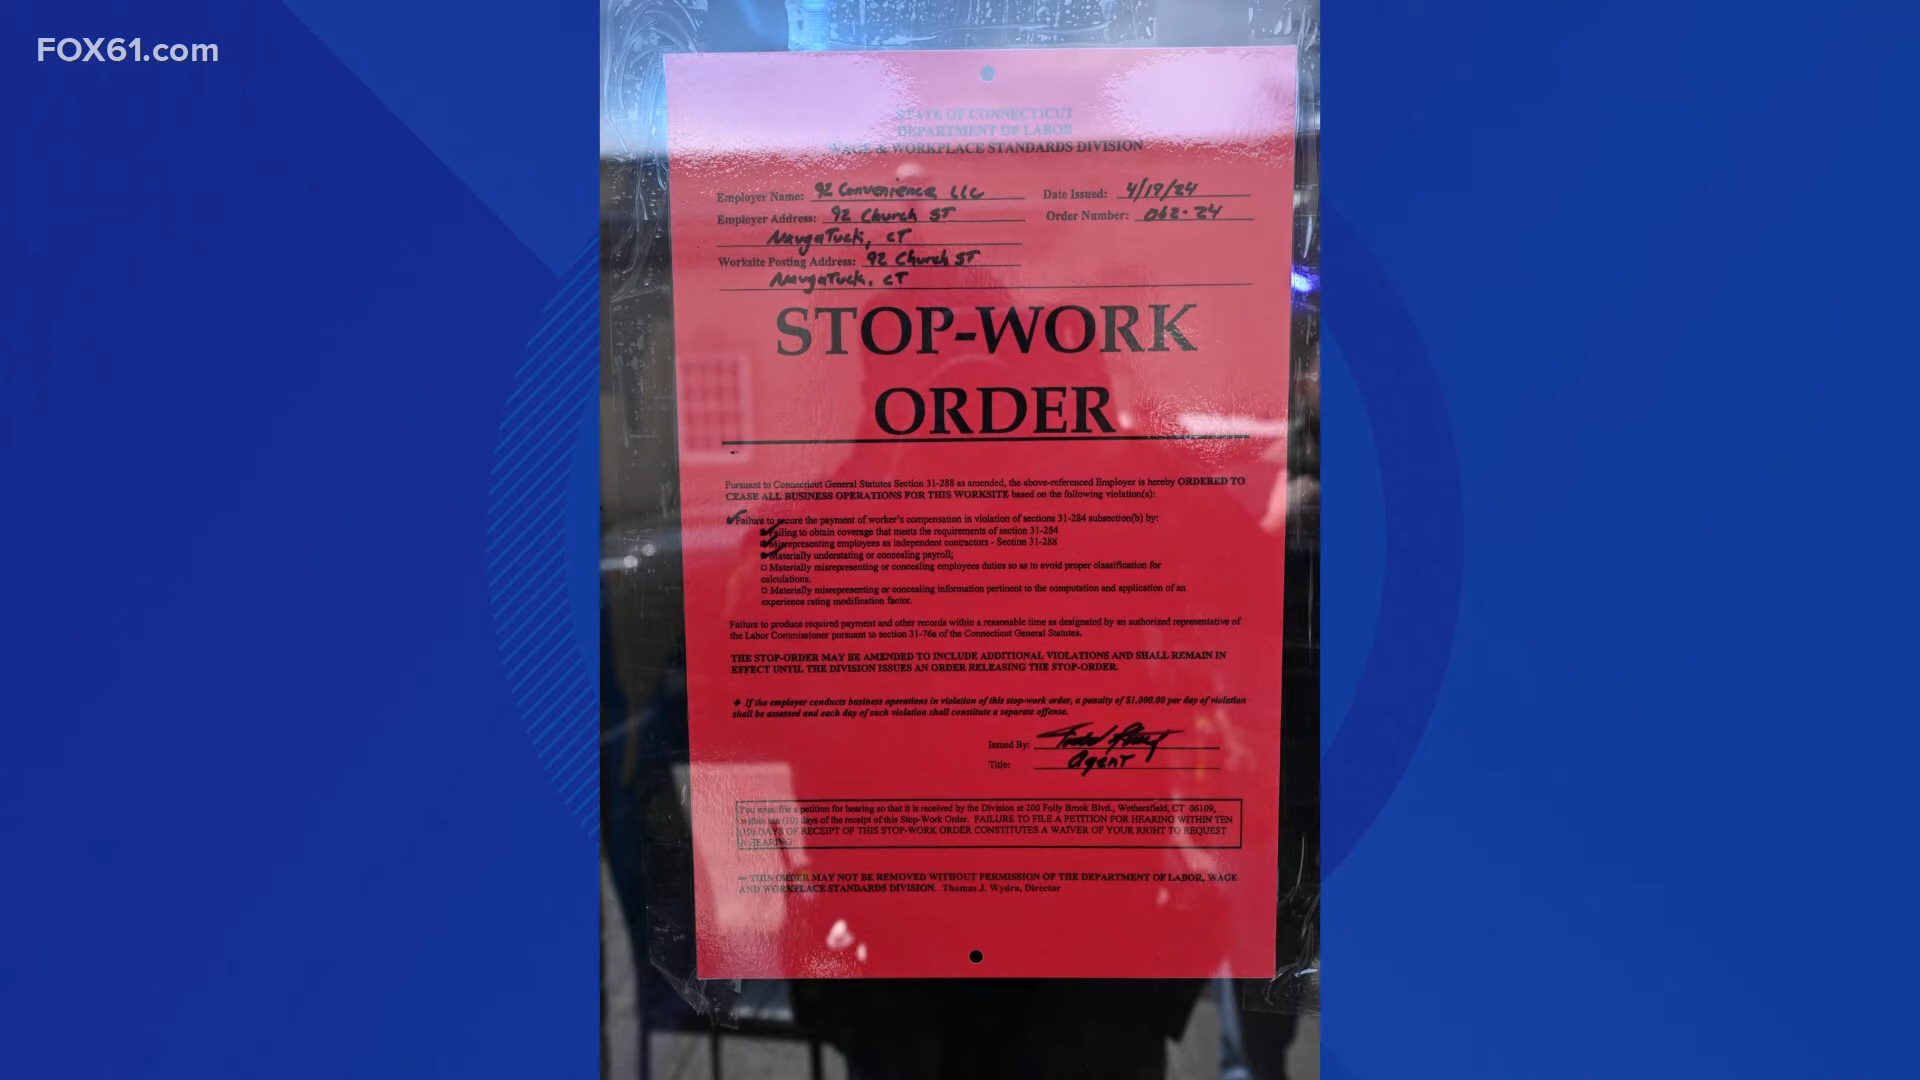 FOX61.com
STATE OF CONNECTICUT
DEPARTMENT OF LABOR
WAGE & WORKPLACE STANDARDS DIVISION
Employer Name: 92 Convenience LLC Date Issued: 4/19/24
Employer Address: 92 Church ST Order Number: 062-24
NaugaTuck, CT
Worksite Posting Address: 92 Church ST
NaugaTuck, CT
STOP-WORK
ORDER
Pursuant to Connecticut General Statutes Section 31-288 as amended, the above-referenced Employer is hereby ORDERED TO
CEASE ALL BUSINESS OPERATIONS FOR THIS WORKSITE based on the following violation(s):
Failure to secure the payment of worker's compensation in violation of sections 31-284 subsection(b) by:
Failing to obtain coverage that meets the requirements of section 31-284
Misrepresenting employees as independent contractors - Section 31-288
Materially understating or concealing payroll;
□ Materially misrepresenting or concealing employees duties so as to avoid proper classification for
calculations.
□ Materially misrepresenting or concealing information pertinent to the computation and application of an
experience rating modification factor.
Failure to produce required payment and other records within a reasonable time as designated by an authorized representative of
the Labor Commissioner pursuant to section 31-76a of the Connecticut General Statutes.
THE STOP-ORDER MAY BE AMENDED TO INCLUDE ADDITIONAL VIOLATIONS AND SHALL REMAIN IN
EFFECT UNTIL THE DIVISION ISSUES AN ORDER RELEASING THE STOP-ORDER.
❖ If the employer conducts business operations in violation of this stop-work order, a penalty of $1,000.00 per day of violation
shall be assessed and each day of such violation shall constitute a separate offense.
Issued By:
Title: agenT
You must file a petition for hearing so that it is received by the Division at 200 Folly Brook Blvd., Wethersfield, CT 06109,
within ten (10) days of the receipt of this Stop-Work Order. FAILURE TO FILE A PETITION FOR HEARING WITHIN TEN
(10) DAYS OF RECEIPT OF THIS STOP-WORK ORDER CONSTITUTES A WAIVER OF YOUR RIGHT TO REQUEST
A HEARING.
THIS ORDER MAY NOT BE REMOVED WITHOUT PERMISSION OF THE DEPARTMENT OF LABOR, WAGE
AND WORKPLACE STANDARDS DIVISION. Thomas J. Wydra, Director